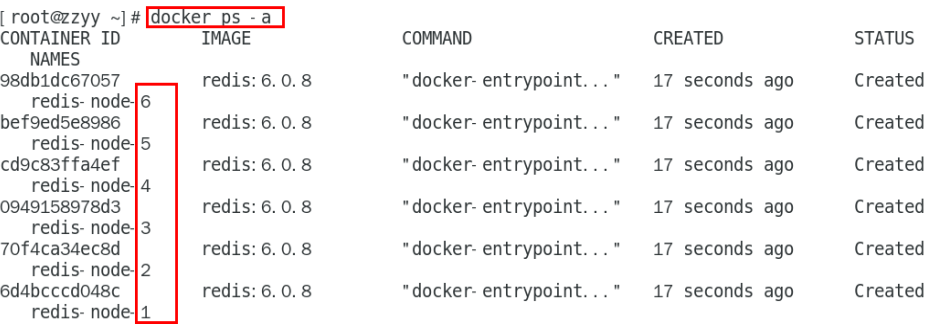 [root@zzyy ~]# docker ps -a
CONTAINER ID IMAGE COMMAND CREATED STATUS
NAMES
98db1dc67057 redis:6.0.8 "docker-entrypoint..." 17 seconds ago Created
redis-node-6
bef9ed5e8986 redis:6.0.8 "docker-entrypoint..." 17 seconds ago Created
redis-node-5
cd9c83ffa4ef redis:6.0.8 "docker-entrypoint..." 17 seconds ago Created
redis-node-4
0949158978d3 redis:6.0.8 "docker-entrypoint..." 17 seconds ago Created
redis-node-3
70f4ca34ec8d redis:6.0.8 "docker-entrypoint..." 17 seconds ago Created
redis-node-2
6d4bcccd048c redis:6.0.8 "docker-entrypoint..." 17 seconds ago Created
redis-node-1